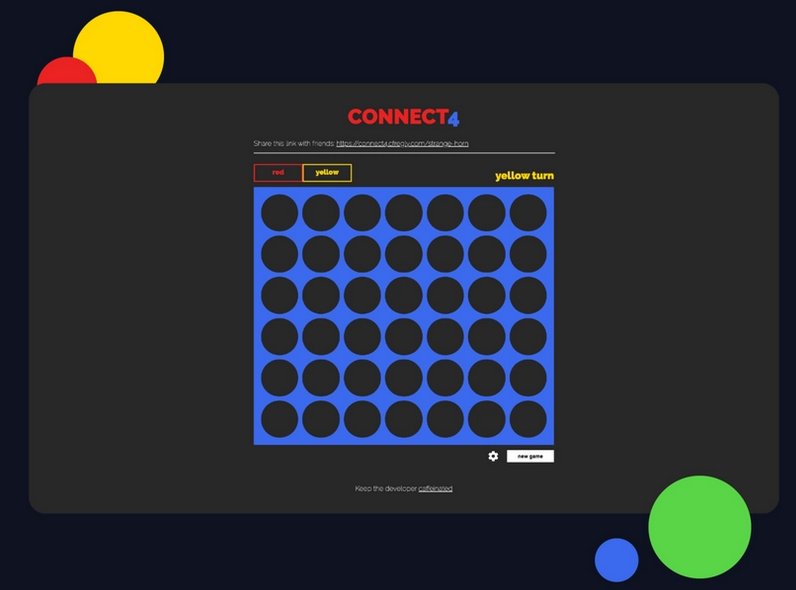 CONNECT4
Share this link with friends: https://connect4.cfregly.com/strange-horn
red yellow
yellow turn
new game
Keep the developer caffeinated